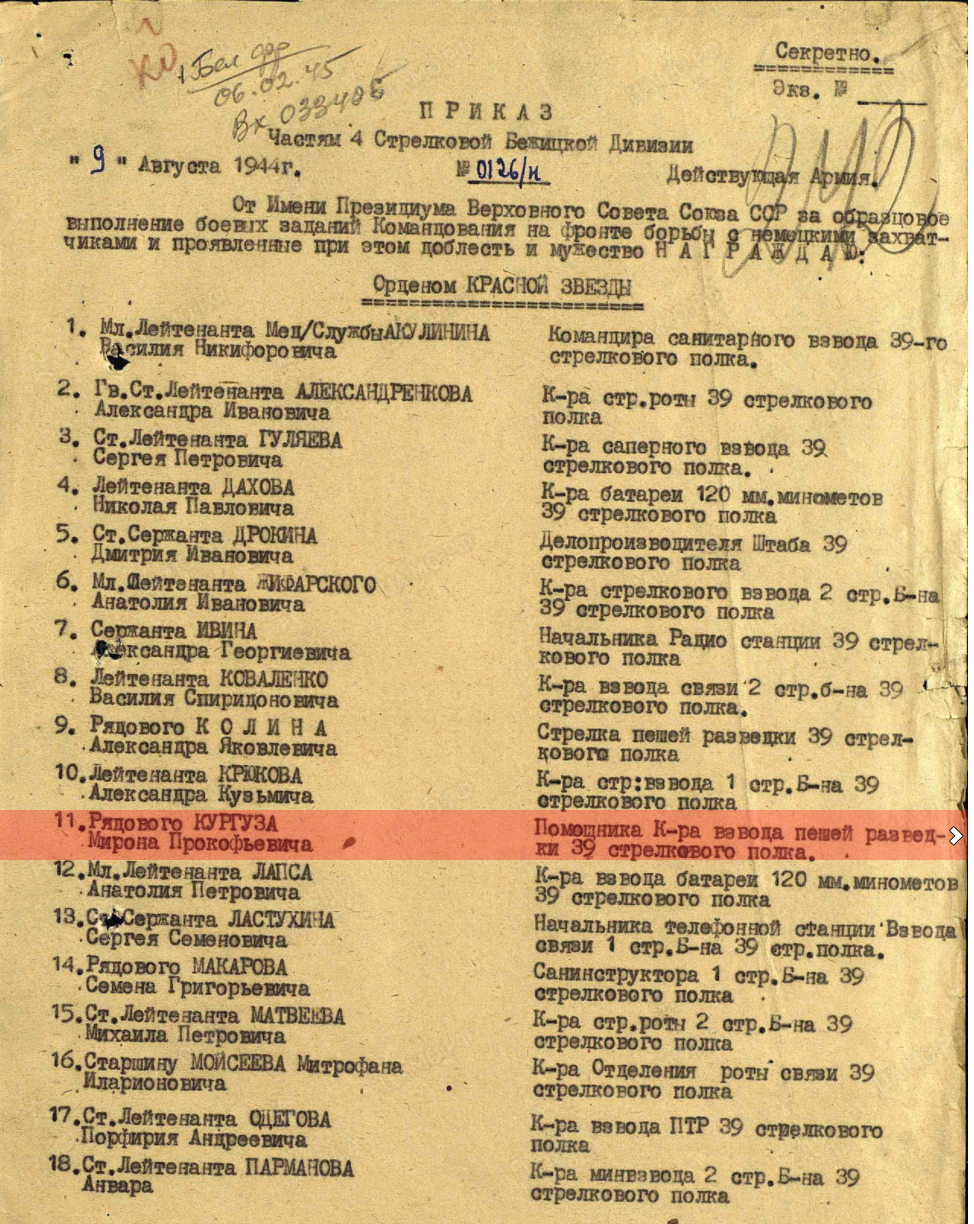 Бел фр
06.02.45
Вх 033486
Секретно.
Экз. №
ПРИКАЗ
Частям 4 Стрелковой Бежицкой Дивизии
"9" Августа 1944г. № 0126/н Действующая Армия.
От Имени Президиума Верховного Совета Союза ССР за образцовое
выполнение боевых заданий Командования на фронте борьбы с немецкими захват-
чиками и проявленные при этом доблесть и мужество Н А Г Р А Ж Д А Ю:
Орденом КРАСНОЙ ЗВЕЗДЫ
1. Мл.Лейтенанта Мед/СлужбыАКУЛИНИНА Командира санитарного взвода 39-го
Василия Никифоровича стрелкового полка.
2. Гв.Ст.Лейтенанта АЛЕКСАНДРЕНКОВА К-ра стр.роты 39 стрелкового
Александра Ивановича полка
3. Ст.Лейтенанта ГУЛЯЕВА К-ра саперного взвода 39
Сергея Петровича стрелкового полка.
4. Лейтенанта ДАХОВА К-ра батареи 120 мм.минометов
Николая Павловича 39 стрелкового полка
5. Ст.Сержанта ДРОКИНА Делопроизводителя Штаба 39
Дмитрия Ивановича стрелкового полка
6. Мл.Лейтенанта ЖИФАРСКОГО К-ра стрелкового взвода 2 стр.Б-на
Анатолия Ивановича 39 стрелкового полка
7. Сержанта ИВИНА Начальника Радио станции 39 стрел-
Александра Георгиевича кового полка
8. Лейтенанта КОВАЛЕНКО К-ра взвода связи 2 стр.б-на 39
Василия Спиридоновича стрелкового полка.
9. Рядового К О Л И Н А Стрелка пешей разведки 39 стрел-
Александра Яковлевича кового полка
10.Лейтенанта КРЮКОВА К-ра стр:взвода 1 стр.Б-на 39
Александра Кузьмича стрелкового полка
11.Рядового КУРГУЗА Помощника К-ра взвода пешей развед-
Мирона Прокофьевича ки 39 стрелкового полка.
12.Мл.Лейтенанта ЛАПСА К-ра взвода батареи 120 мм.минометов
Анатолия Петровича 39 стрелкового полка
13.Ст.Сержанта ЛАСТУХИНА Начальника телефонной станции Взвода
Сергея Семеновича связи 1 стр.Б-на 39 стр.полка.
14.Рядового МАКАРОВА Санинструктора 1 стр.Б-на 39
Семена Григорьевича стрелкового полка
15.Ст.Лейтенанта МАТВЕЕВА К-ра стр.роты 2 стр.Б-на 39
Михаила Петровича стрелкового полка
16.Старшину МОЙСЕЕВА Митрофана К-ра Отделения роты связи 39
Иларионовича стрелкового полка
17.Ст.Лейтенанта ОДЕГОВА К-ра взвода ПТР 39 стрелкового
Порфирия Андреевича полка
18.Ст.Лейтенанта ПАРМАНОВА К-ра минвзвода 2 стр.Б-на 39
Анвара стрелкового полка